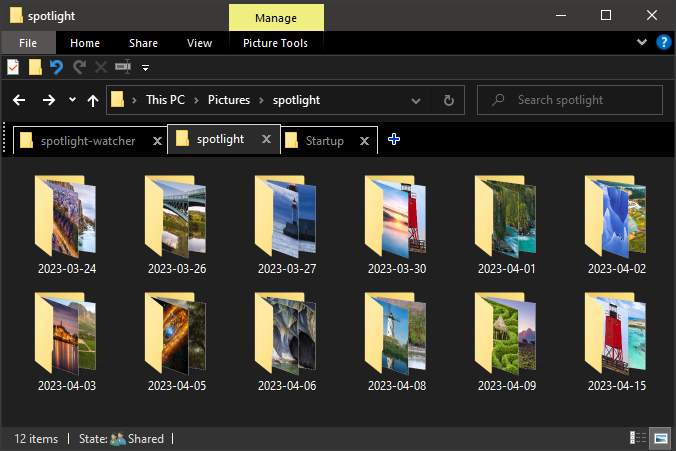 spotlight
Manage
File Home Share View Picture Tools
This PC Pictures spotlight
Search spotlight
spotlight-watcher spotlight Startup
2023-03-24 2023-03-26 2023-03-27 2023-03-30 2023-04-01 2023-04-02
2023-04-03 2023-04-05 2023-04-06 2023-04-08 2023-04-09 2023-04-15
12 items State: Shared